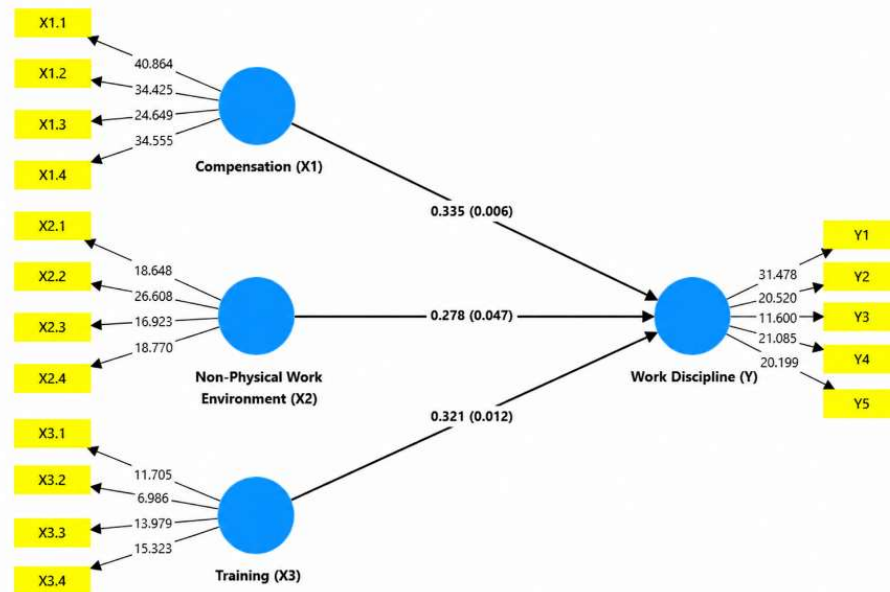 X1.1
X1.2
X1.3
X1.4
40.864
34.425
24.649
34.555
Compensation (X1)
0.335 (0.006)
X2.1
X2.2
X2.3
X2.4
18.648
26.608
16.923
18.770
Non-Physical Work
Environment (X2)
0.278 (0.047)
X3.1
X3.2
X3.3
X3.4
11.705
6.986
13.979
15.323
Training (X3)
0.321 (0.012)
Work Discipline (Y)
31.478
20.520
11.600
21.085
20.199
Y1
Y2
Y3
Y4
Y5